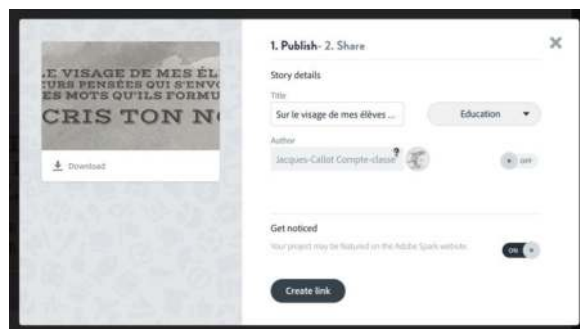 .E VISAGE DE MES ÉL
EURS PENSÉES QUI S'ENVO
ES MOTS QU'ILS FORMU
CRIS TON N
Download
1. Publish- 2. Share
Story details
Title
Sur le visage de mes élèves ...
Education
Author
Jacques-Callot Compte-classe
?
OFF
Get noticed
Your project may be featured on the Adobe Spark website.
ON
Create link